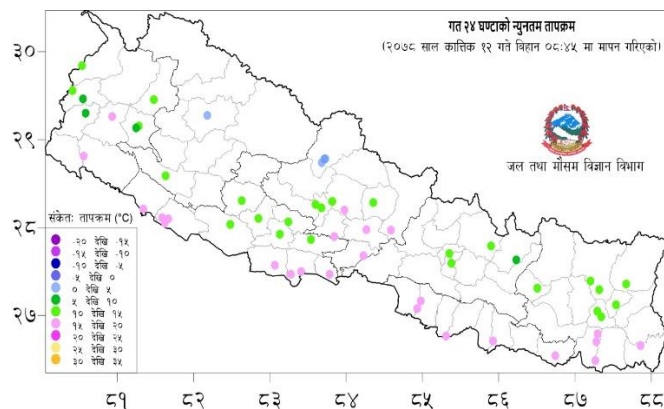 गत २४ घण्टाको न्युनतम तापक्रम
(२०७८ साल कात्तिक १२ गते बिहान ०८:४५ मा मापन गरिएको)
३०
२९
जल तथा मौसम विज्ञान विभाग
२८
संकेतः तापक्रम (°C)
-२० देखि -१५
-१५ देखि -१०
-१० देखि -५
-५ देखि ०
० देखि ५
५ देखि १०
१० देखि १५
१५ देखि २०
२० देखि २५
२५ देखि ३०
३० देखि ३५
२७
८१ ८२ ८३ ८४ ८५ ८६ ८७ ८८